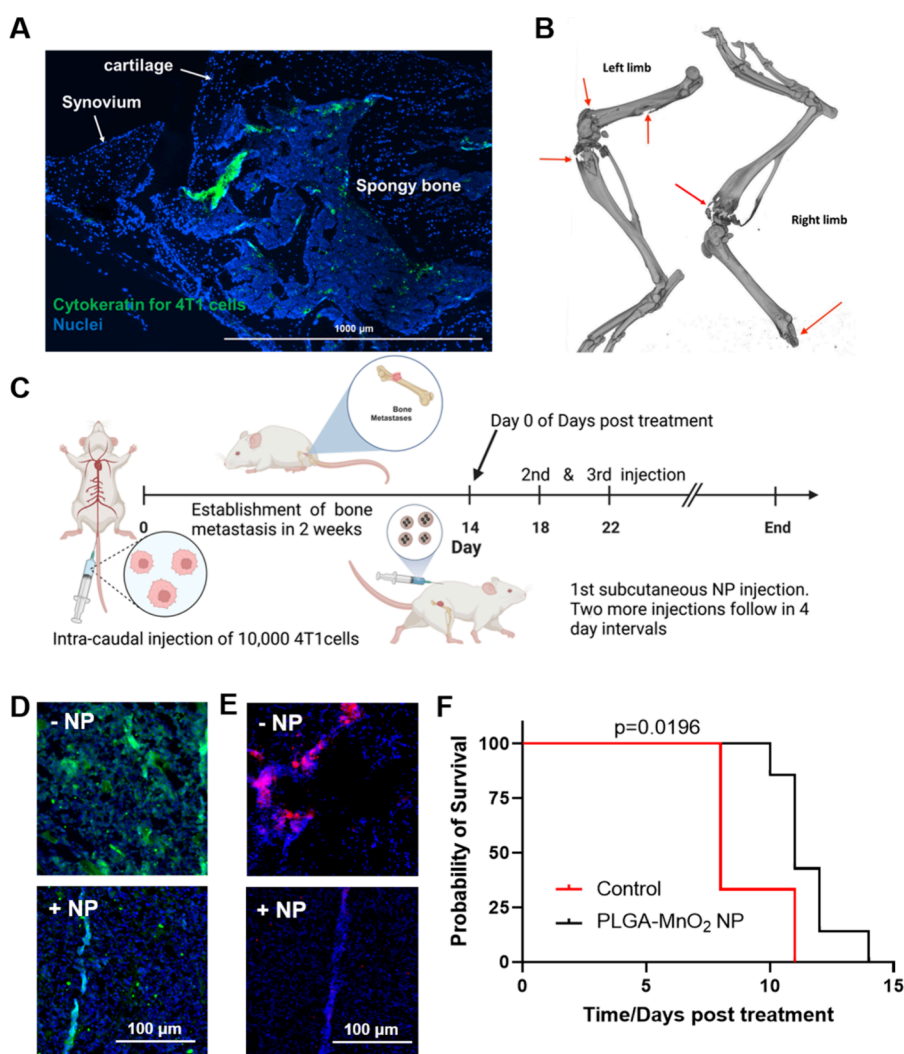 A
cartilage
Synovium
Spongy bone
Cytokeratin for 4T1 cells
Nuclei
1000 µm
B
Left limb
Right limb
C
Bone
Metastases
Day 0 of Days post treatment
2nd & 3rd injection
Establishment of bone
metastasis in 2 weeks
0
14
18
22
End
Day
1st subcutaneous NP injection.
Two more injections follow in 4
day intervals
Intra-caudal injection of 10,000 4T1cells
D
- NP
+ NP
100 µm
E
- NP
+ NP
100 µm
F
p=0.0196
Probability of Survival
100
75
50
25
0
Control
PLGA-MnO₂ NP
0
5
10
15
Time/Days post treatment